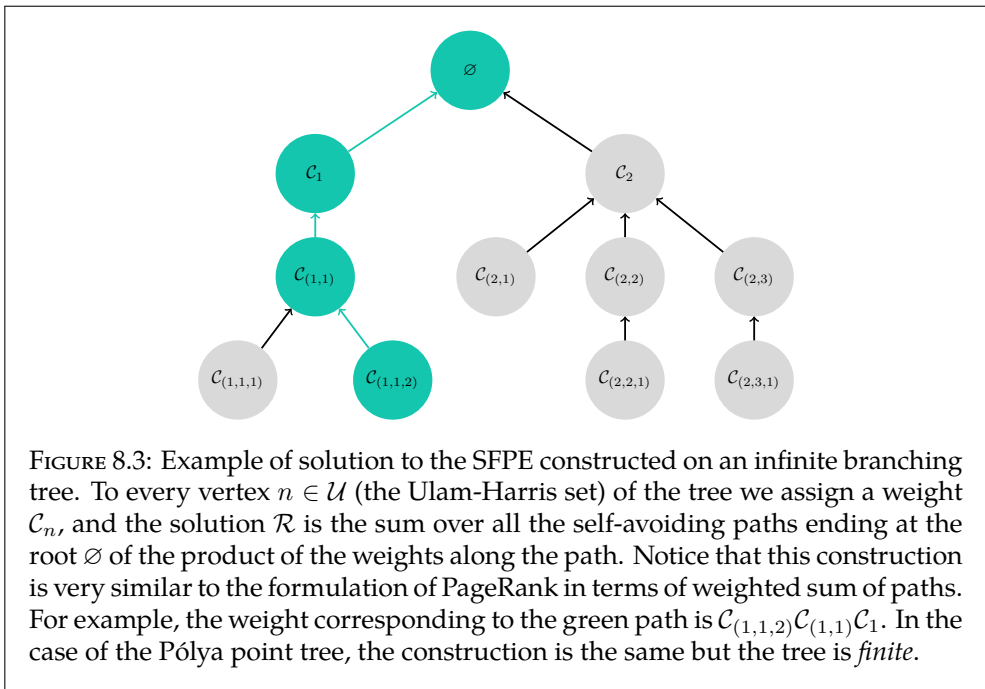 ∅
𝒞₁ 𝒞₂
𝒞₍₁,₁₎ 𝒞₍₂,₁₎ 𝒞₍₂,₂₎ 𝒞₍₂,₃₎
𝒞₍₁,₁,₁₎ 𝒞₍₁,₁,₂₎ 𝒞₍₂,₂,₁₎ 𝒞₍₂,₃,₁₎
FIGURE 8.3: Example of solution to the SFPE constructed on an infinite branching
tree. To every vertex n ∈ 𝒰 (the Ulam-Harris set) of the tree we assign a weight
𝒞ₙ, and the solution ℛ is the sum over all the self-avoiding paths ending at the
root ∅ of the product of the weights along the path. Notice that this construction
is very similar to the formulation of PageRank in terms of weighted sum of paths.
For example, the weight corresponding to the green path is 𝒞₍₁,₁,₂₎𝒞₍₁,₁₎𝒞₁. In the
case of the Pólya point tree, the construction is the same but the tree is finite.